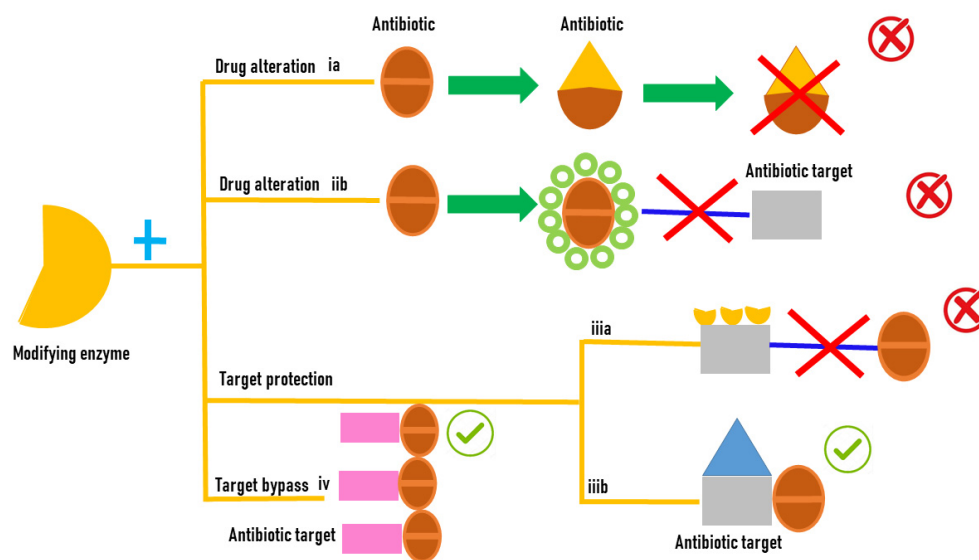 Antibiotic
Antibiotic
Drug alteration ia
Drug alteration iib
Antibiotic target
Modifying enzyme
iiia
Target protection
Target bypass iv
iiib
Antibiotic target
Antibiotic target